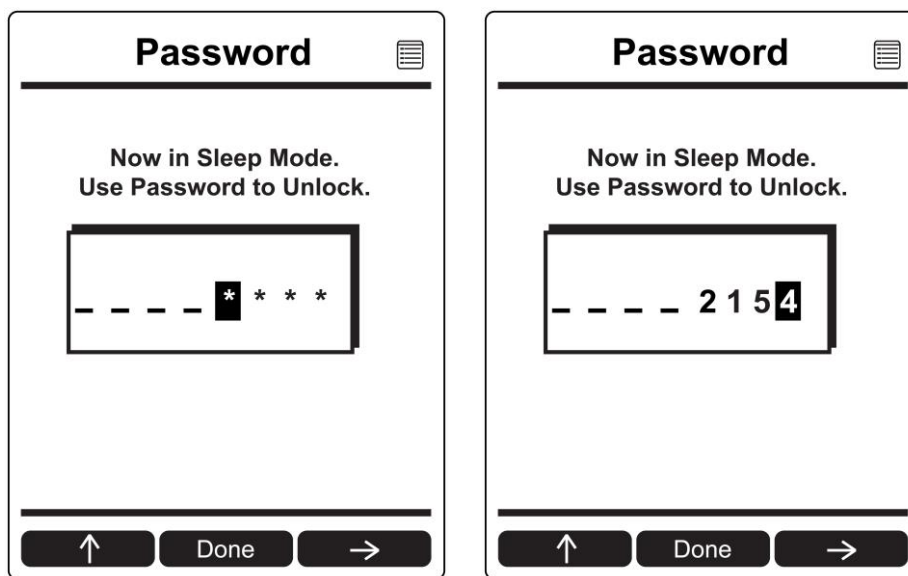 Password
Now in Sleep Mode.
Use Password to Unlock.
_ _ _ _ * * * *
↑ Done →
Password
Now in Sleep Mode.
Use Password to Unlock.
_ _ _ _ 2 1 5 4
↑ Done →